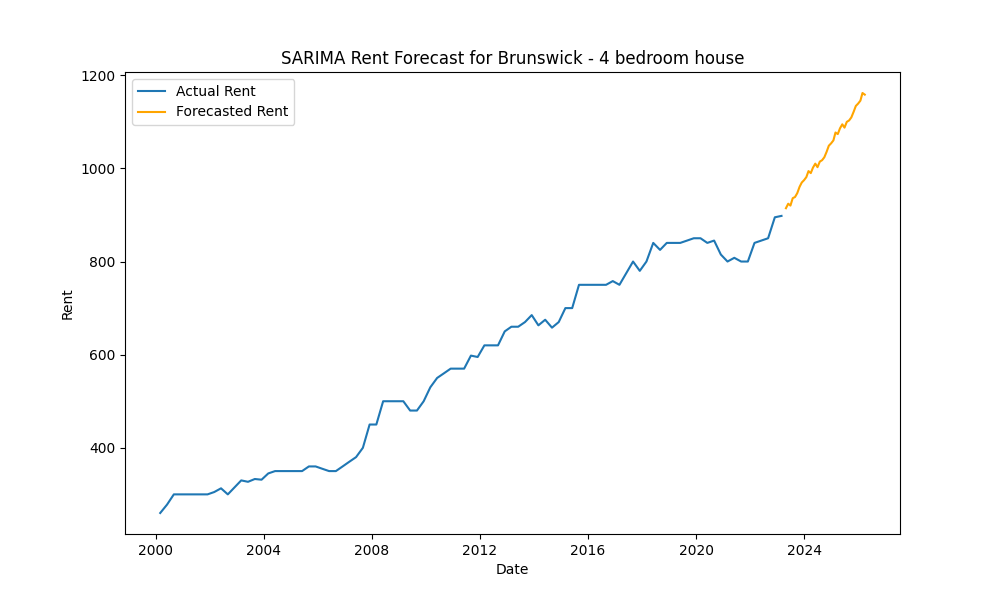 SARIMA Rent Forecast for Brunswick - 4 bedroom house
Actual Rent
Forecasted Rent
1200
1000
800
600
400
Rent
2000 2004 2008 2012 2016 2020 2024
Date